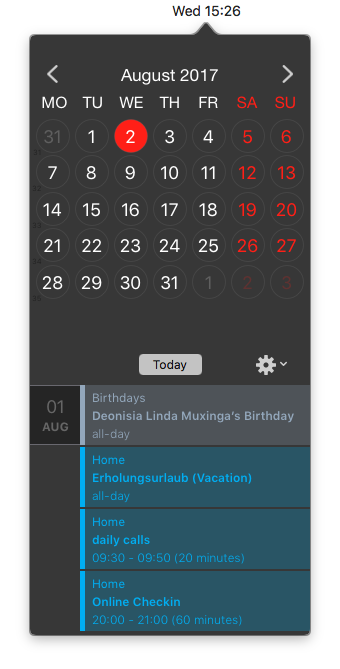 Wed 15:26
August 2017
MO TU WE TH FR SA SU
31 1 2 3 4 5 6
7 8 9 10 11 12 13
14 15 16 17 18 19 20
21 22 23 24 25 26 27
28 29 30 31 1 2 3
Today
01
AUG
Birthdays
Deonisia Linda Muxinga's Birthday
all-day
Home
Erholungsurlaub (Vacation)
all-day
Home
daily calls
09:30 - 09:50 (20 minutes)
Home
Online Checkin
20:00 - 21:00 (60 minutes)